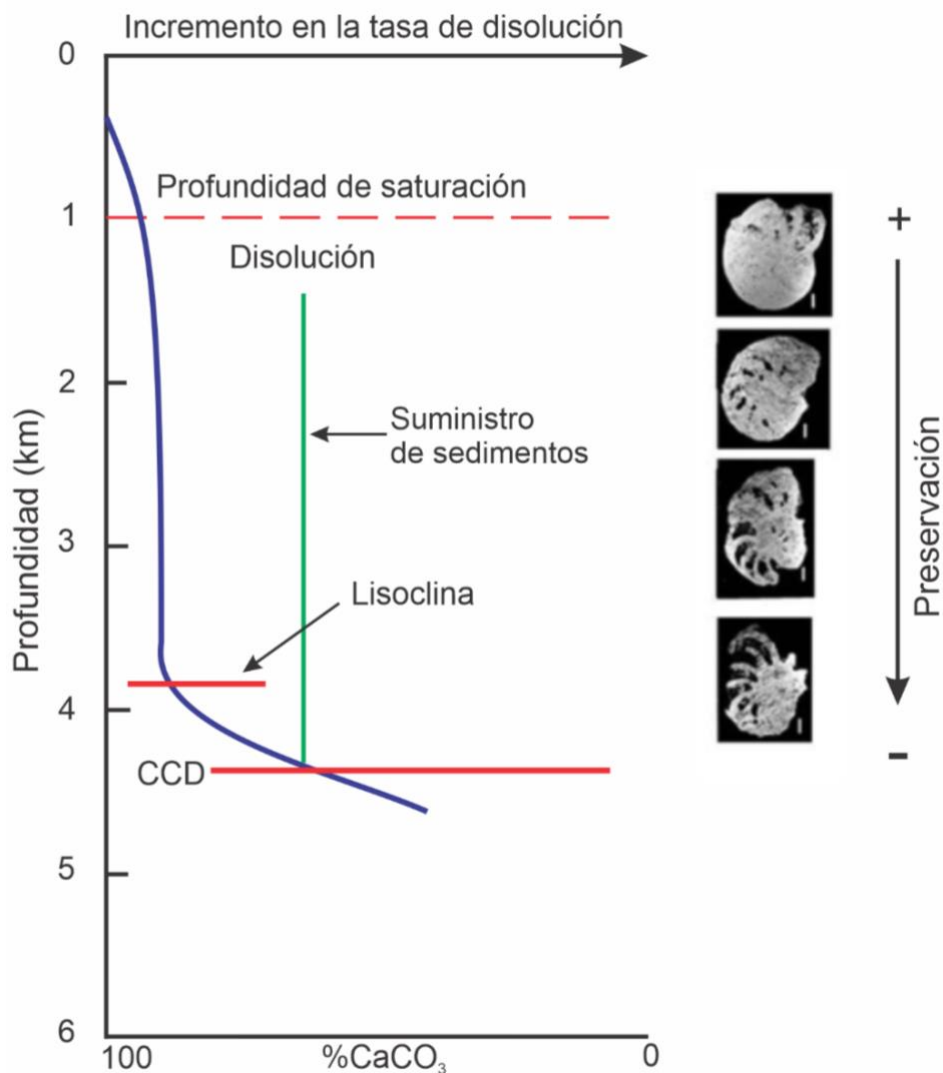 Incremento en la tasa de disolución
0
Profundidad de saturación
1
+
Disolución
2
Suministro
de sedimentos
3
Lisoclina
4
CCD
-
5
6
100
%CaCO₃
0
Profundidad (km)
Preservación